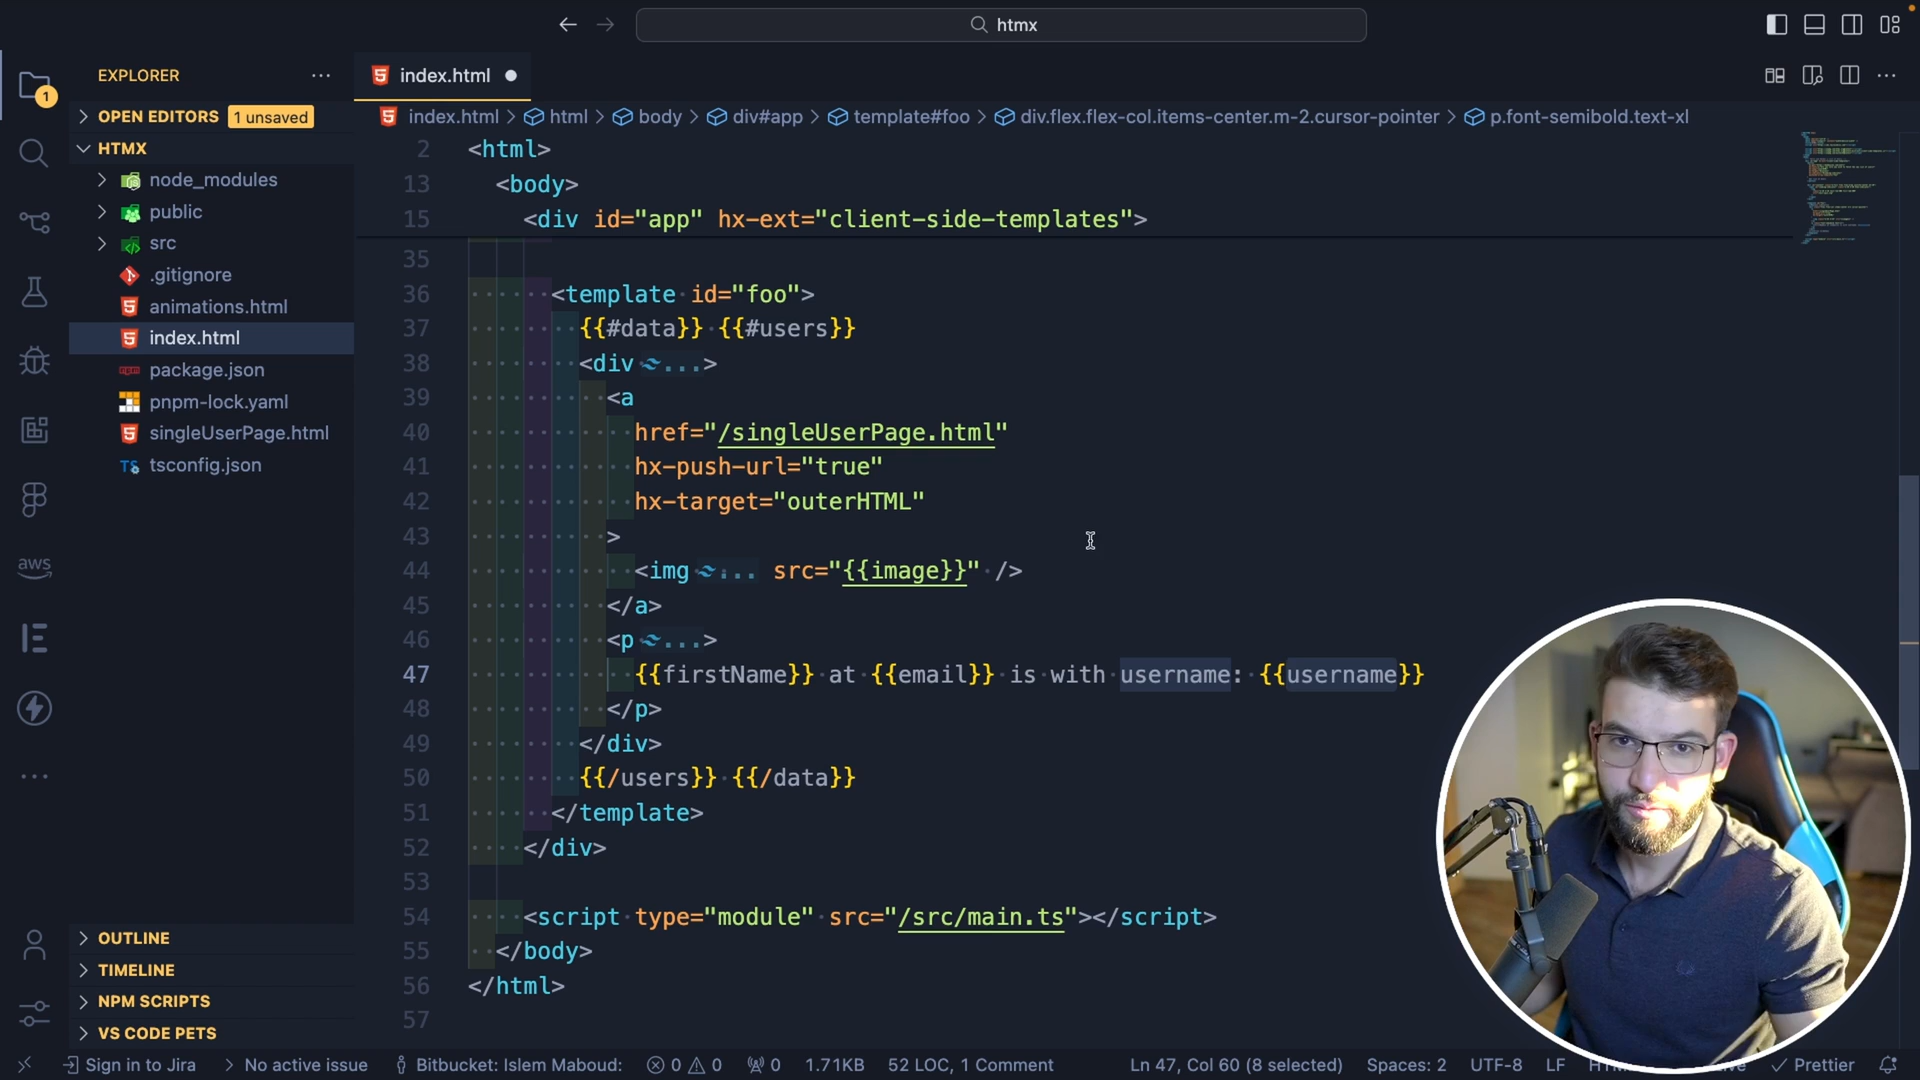 htmx
EXPLORER
index.html
1
OPEN EDITORS 1 unsaved
index.html > html > body > div#app > template#foo > div.flex.flex-col.items-center.m-2.cursor-pointer > p.font-semibold.text-xl
HTMX
node_modules
public
src
.gitignore
animations.html
index.html
package.json
pnpm-lock.yaml
singleUserPage.html
tsconfig.json
aws
2 <html>
13 <body>
15 <div id="app" hx-ext="client-side-templates">
35
36 <template id="foo">
37 {{#data}} {{#users}}
38 <div ...>
39 <a
40 href="/singleUserPage.html"
41 hx-push-url="true"
42 hx-target="outerHTML"
43 >
44 <img ... src="{{image}}" />
45 </a>
46 <p ...>
47 {{firstName}} at {{email}} is with username: {{username}}
48 </p>
49 </div>
50 {{/users}} {{/data}}
51 </template>
52 </div>
53
54 <script type="module" src="/src/main.ts"></script>
55 </body>
56 </html>
57
OUTLINE
TIMELINE
NPM SCRIPTS
VS CODE PETS
Sign in to Jira No active issue Bitbucket: Islem Maboud: 0 0 0 1.71KB 52 LOC, 1 Comment Ln 47, Col 60 (8 selected) Spaces: 2 UTF-8 LF Prettier